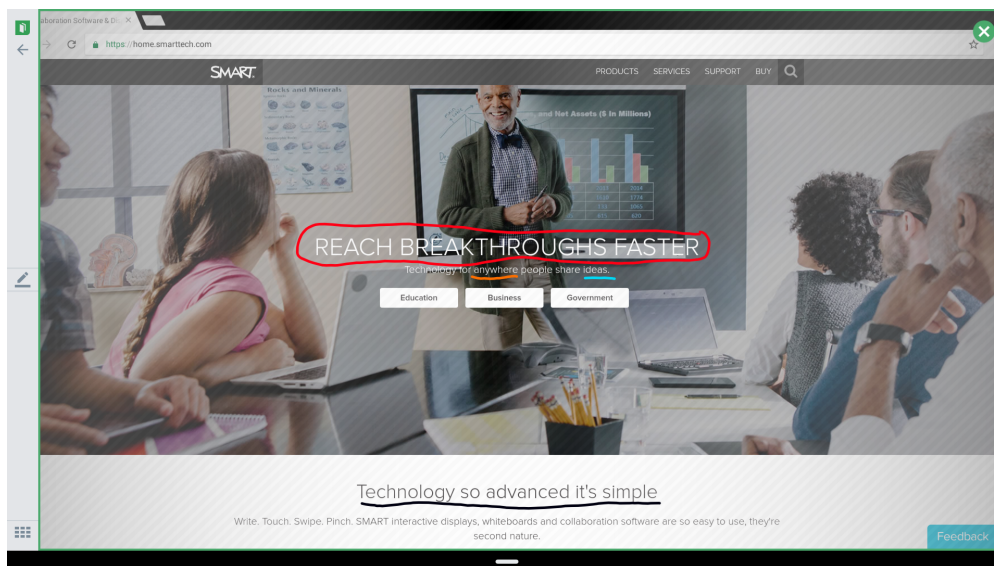 aboration Software & Di
https://home.smarttech.com
SMART
PRODUCTS SERVICES SUPPORT BUY
Rocks and Minerals
and Net Assets ($ In Millions)
REACH BREAKTHROUGHS FASTER
Technology for anywhere people share ideas.
Education Business Government
Technology so advanced it's simple
Write. Touch. Swipe. Pinch. SMART interactive displays, whiteboards and collaboration software are so easy to use, they're
second nature.
Feedback